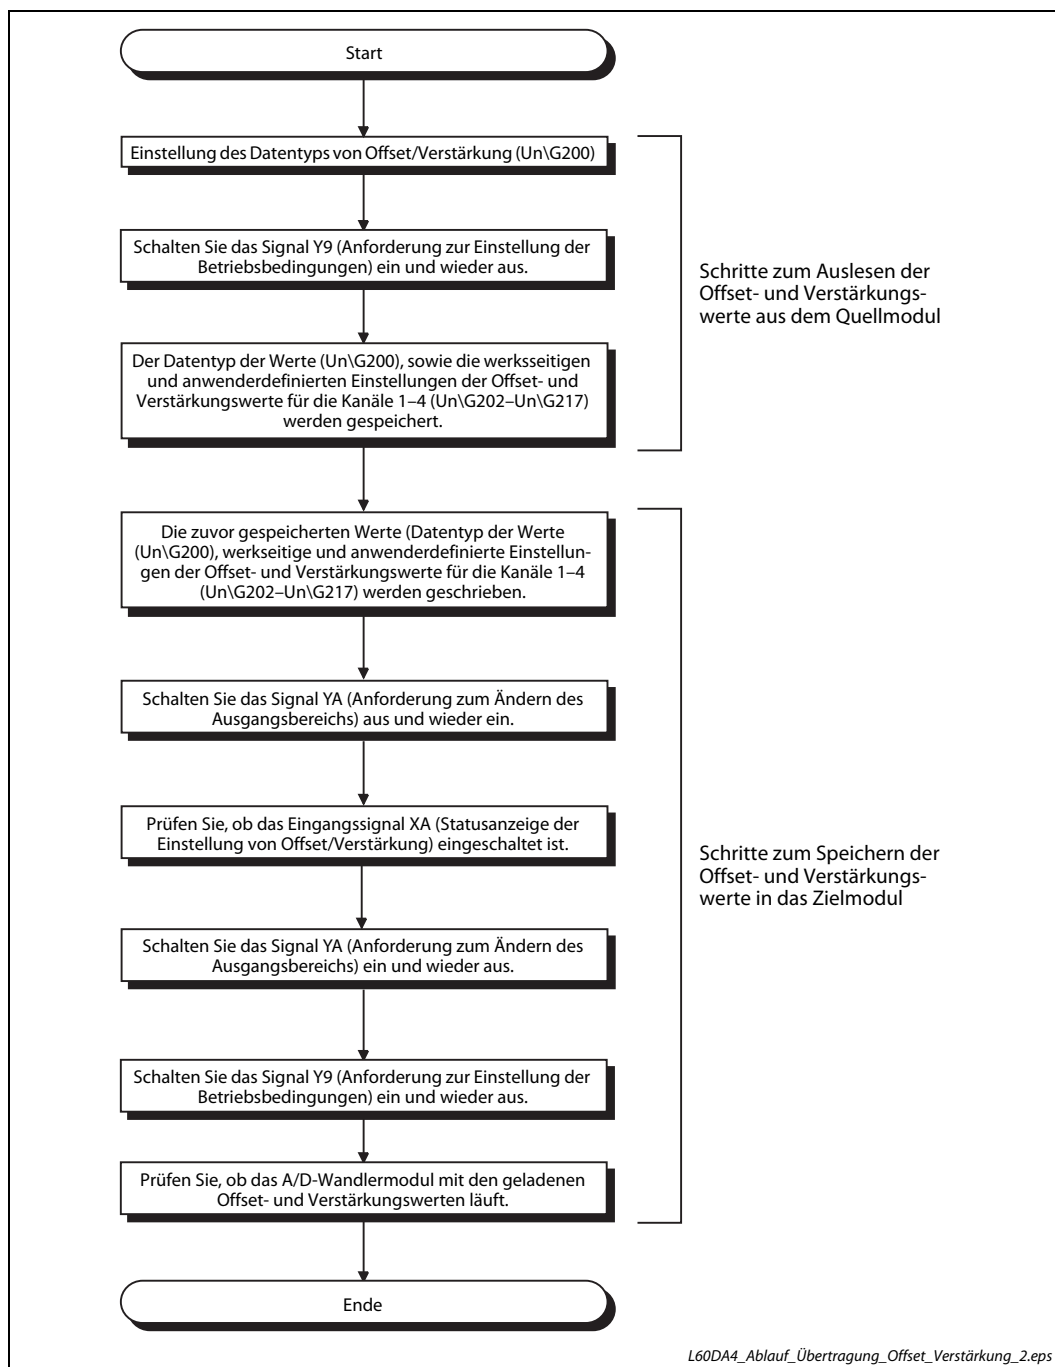 Start
Einstellung des Datentyps von Offset/Verstärkung (Un\G200)
Schalten Sie das Signal Y9 (Anforderung zur Einstellung der
Betriebsbedingungen) ein und wieder aus.
Der Datentyp der Werte (Un\G200), sowie die werksseitigen
und anwenderdefinierten Einstellungen der Offset- und
Verstärkungswerte für die Kanäle 1–4 (Un\G202–Un\G217)
werden gespeichert.
Schritte zum Auslesen der
Offset- und Verstärkungs-
werte aus dem Quellmodul
Die zuvor gespeicherten Werte (Datentyp der Werte
(Un\G200), werkseitige und anwenderdefinierte Einstellun-
gen der Offset- und Verstärkungswerte für die Kanäle 1–4
(Un\G202–Un\G217) werden geschrieben.
Schalten Sie das Signal YA (Anforderung zum Ändern des
Ausgangsbereichs) aus und wieder ein.
Prüfen Sie, ob das Eingangssignal XA (Statusanzeige der
Einstellung von Offset/Verstärkung) eingeschaltet ist.
Schalten Sie das Signal YA (Anforderung zum Ändern des
Ausgangsbereichs) ein und wieder aus.
Schalten Sie das Signal Y9 (Anforderung zur Einstellung der
Betriebsbedingungen) ein und wieder aus.
Prüfen Sie, ob das A/D-Wandlermodul mit den geladenen
Offset- und Verstärkungswerten läuft.
Schritte zum Speichern der
Offset- und Verstärkungs-
werte in das Zielmodul
Ende
L60DA4_Ablauf_Übertragung_Offset_Verstärkung_2.eps